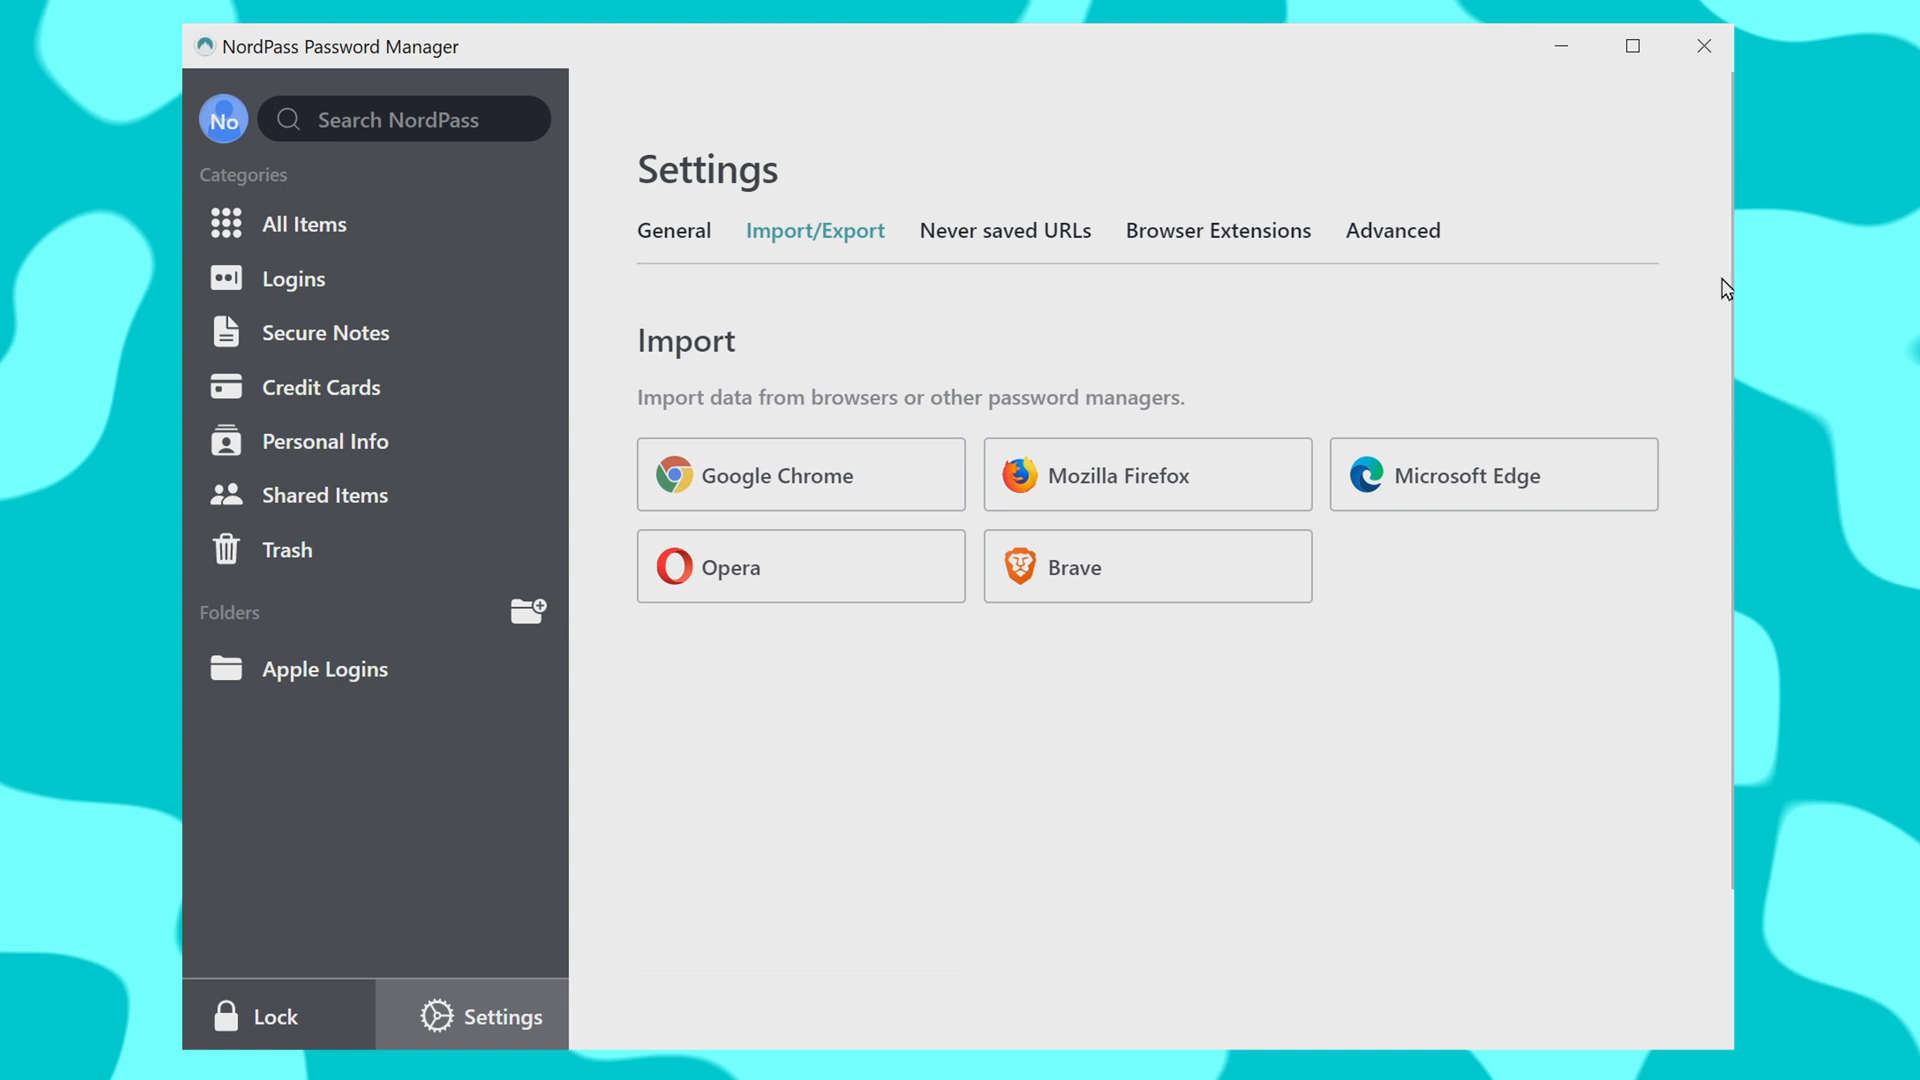 NordPass Password Manager
No
Search NordPass
Categories
All Items
Logins
Secure Notes
Credit Cards
Personal Info
Shared Items
Trash
Folders
Apple Logins
Lock
Settings
Settings
General Import/Export Never saved URLs Browser Extensions Advanced
Import
Import data from browsers or other password managers.
Google Chrome Mozilla Firefox Microsoft Edge
Opera Brave